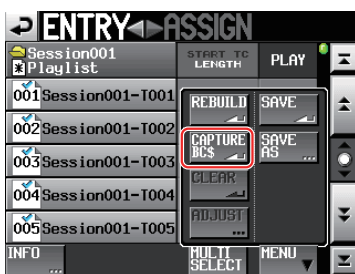 ENTRY ASSIGN
Session001
Playlist
START TC
LENGTH
PLAY
001 Session001-T001
002 Session001-T002
003 Session001-T003
004 Session001-T004
005 Session001-T005
REBUILD
SAVE
CAPTURE
BC$
SAVE
AS ...
CLEAR
ADJUST
...
INFO
...
MULTI
SELECT
MENU